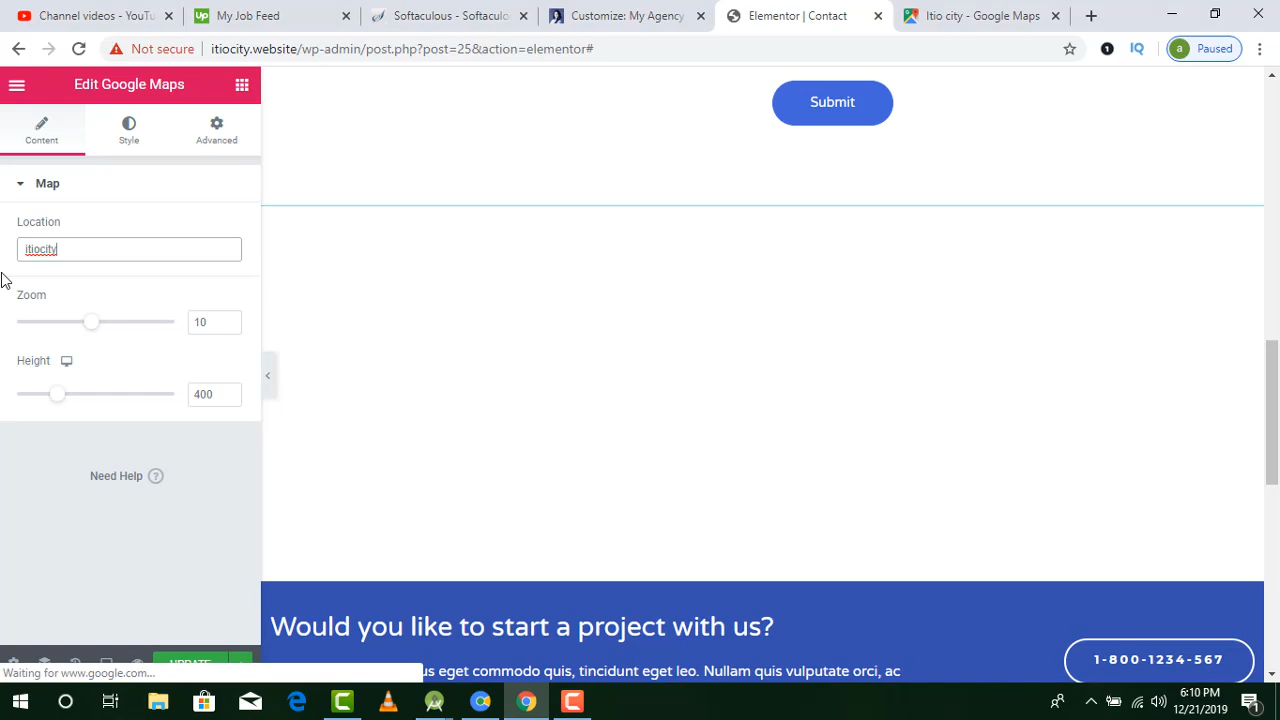 Channel videos - YouTu
My Job Feed
Softaculous - Softaculo
Customize: My Agency
Elementor | Contact
Itio city - Google Maps
Not secure
itiocity.website/wp-admin/post.php?post=25&action=elementor#
1
IQ
a
Paused
Edit Google Maps
Content
Style
Advanced
Map
Location
itiocity
Zoom
10
Height
400
Need Help ?
UPDATE
Waiting for www.google.com...
Submit
Would you like to start a project with us?
us eget commodo quis, tincidunt eget leo. Nullam quis vulputate orci, ac
1-800-1234-567
6:10 PM
12/21/2019
1